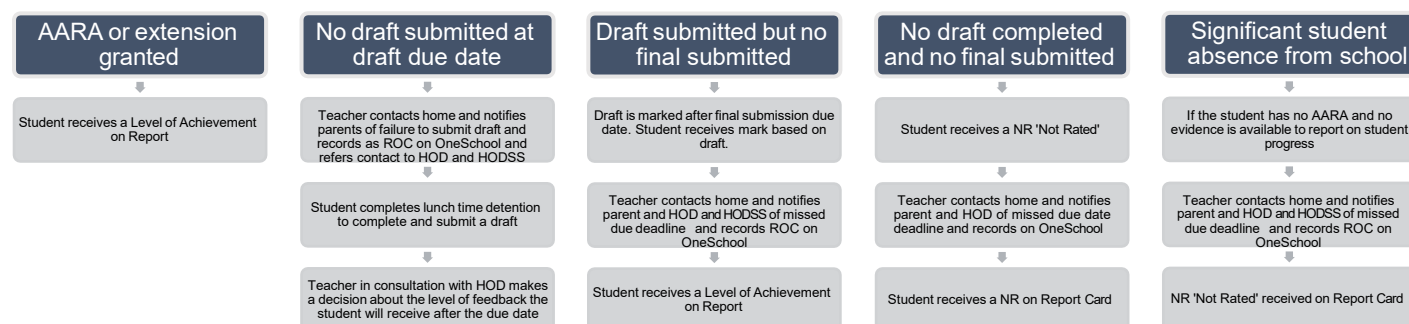 AARA or extension
granted
Student receives a Level of Achievement
on Report
No draft submitted at
draft due date
Teacher contacts home and notifies
parents of failure to submit draft and
records as ROC on OneSchool and
refers contact to HOD and HODSS
Student completes lunch time detention
to complete and submit a draft
Teacher in consultation with HOD makes
a decision about the level of feedback the
student will receive after the due date
Draft submitted but no
final submitted
Draft is marked after final submission due
date. Student receives mark based on
draft.
Teacher contacts home and notifies
parent and HOD and HODSS of missed
due deadline and records ROC on
OneSchool
Student receives a Level of Achievement
on Report
No draft completed
and no final submitted
Student receives a NR 'Not Rated'
Teacher contacts home and notifies
parent and HOD of missed due date
deadline and records on OneSchool
Student receives a NR on Report Card
Significant student
absence from school
If the student has no AARA and no
evidence is available to report on student
progress
Teacher contacts home and notifies
parent and HOD and HODSS of missed
due deadline and records ROC on
OneSchool
NR 'Not Rated' received on Report Card